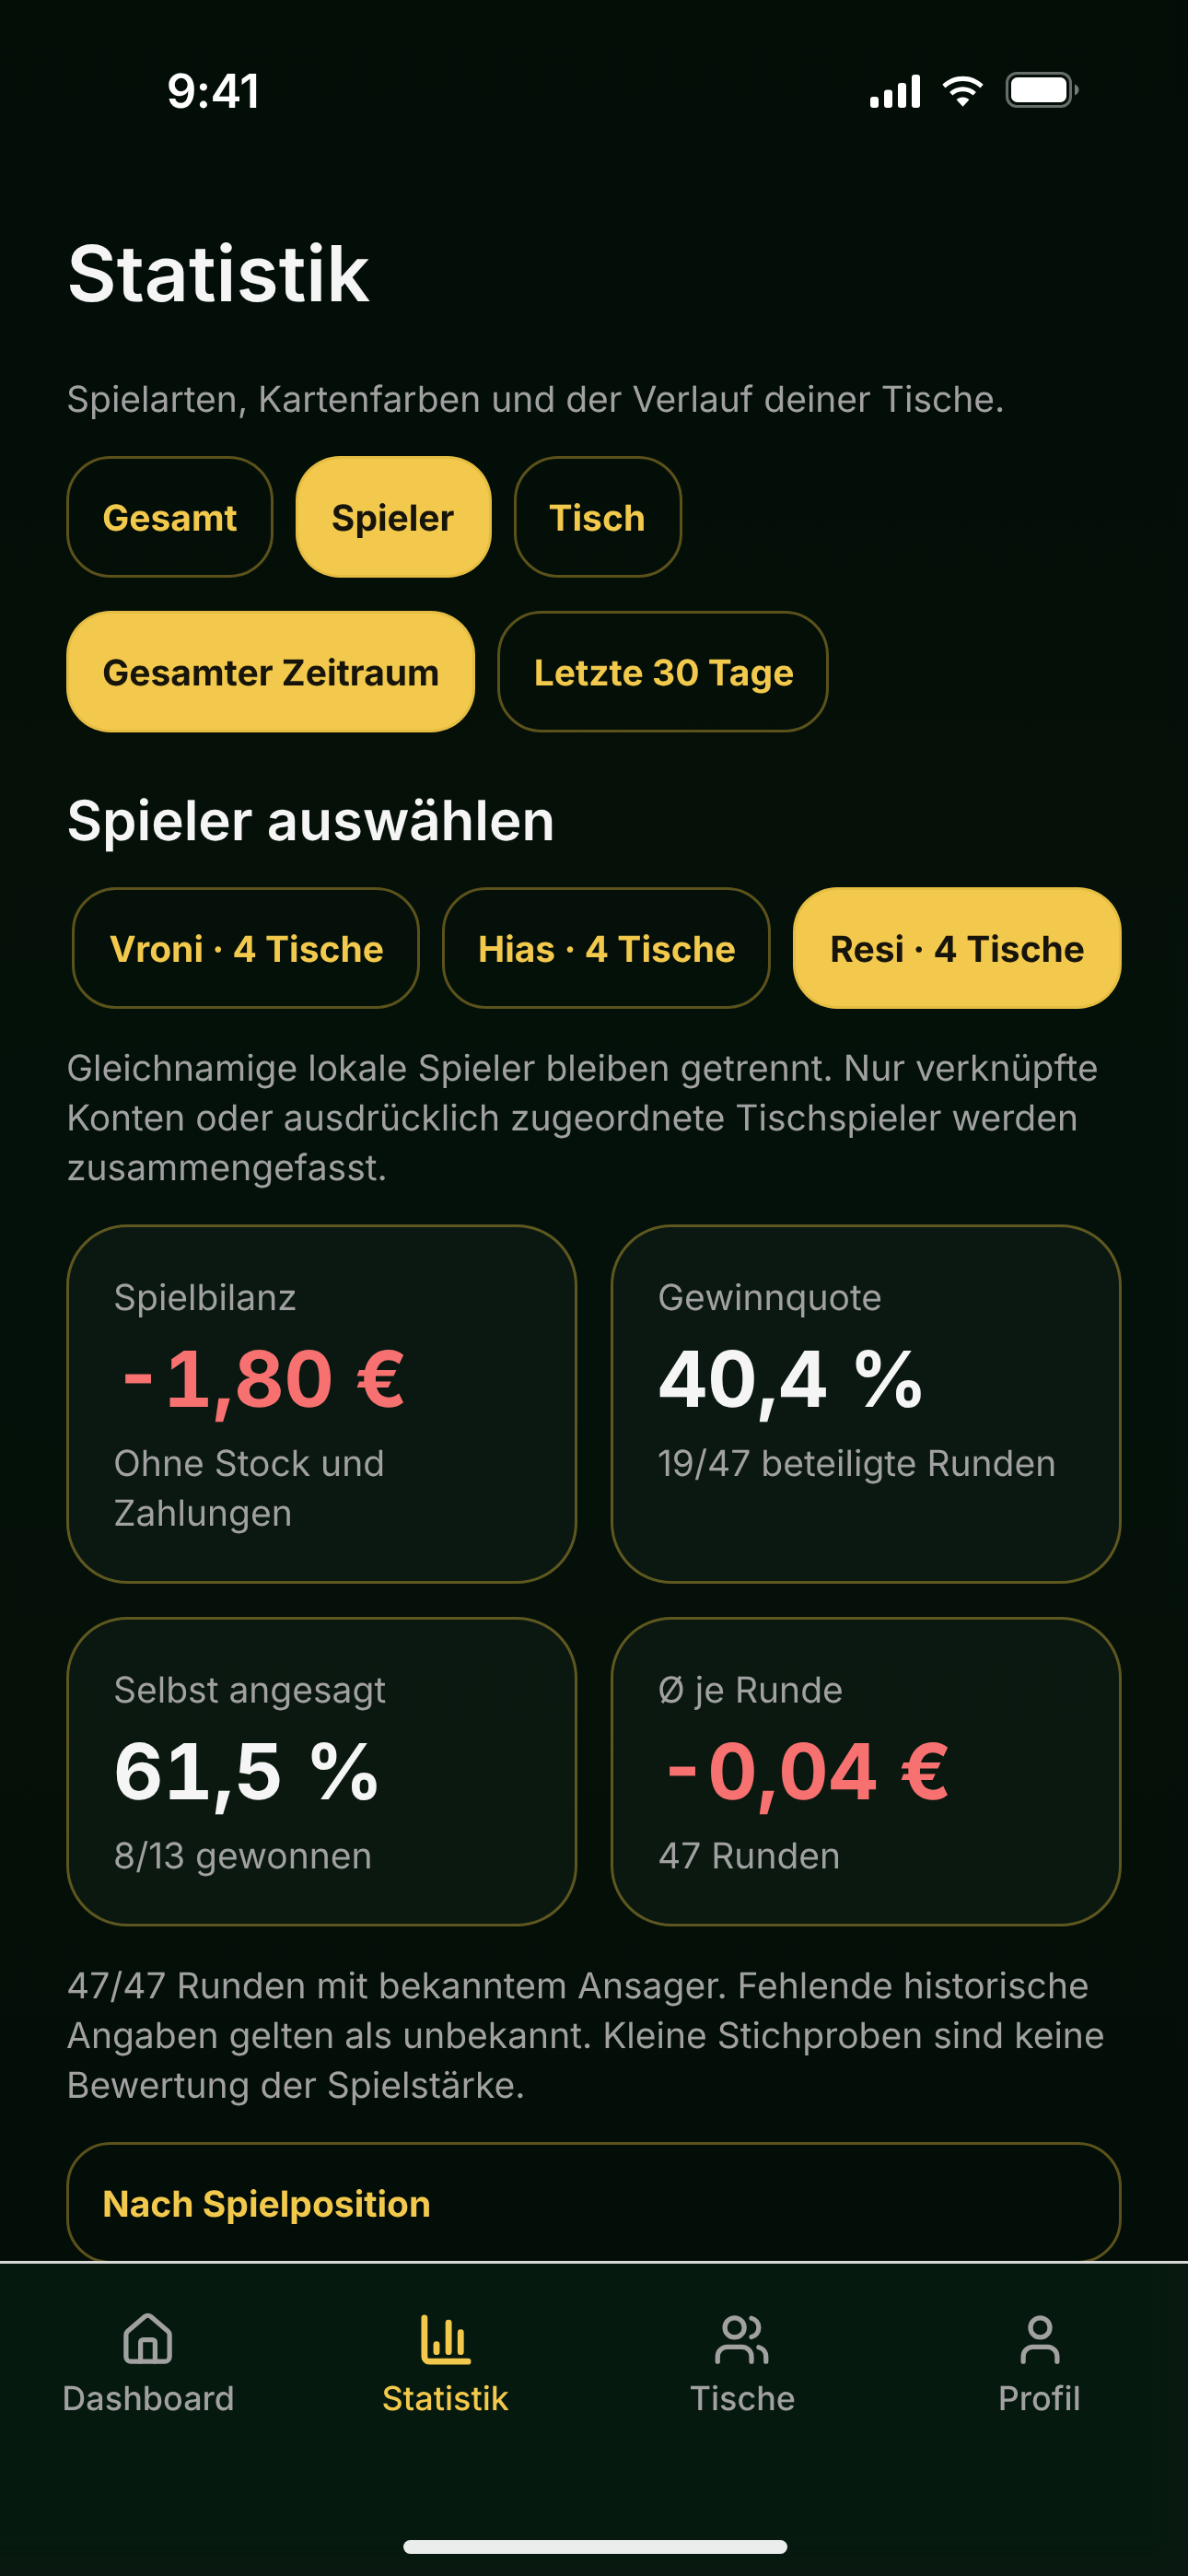 9:41
Statistik
Spielarten, Kartenfarben und der Verlauf deiner Tische.
Gesamt Spieler Tisch
Gesamter Zeitraum Letzte 30 Tage
Spieler auswählen
Vroni · 4 Tische Hias · 4 Tische Resi · 4 Tische
Gleichnamige lokale Spieler bleiben getrennt. Nur verknüpfte
Konten oder ausdrücklich zugeordnete Tischspieler werden
zusammengefasst.
Spielbilanz
-1,80 €
Ohne Stock und
Zahlungen
Gewinnquote
40,4 %
19/47 beteiligte Runden
Selbst angesagt
61,5 %
8/13 gewonnen
Ø je Runde
-0,04 €
47 Runden
47/47 Runden mit bekanntem Ansager. Fehlende historische
Angaben gelten als unbekannt. Kleine Stichproben sind keine
Bewertung der Spielstärke.
Nach Spielposition
Dashboard Statistik Tische Profil